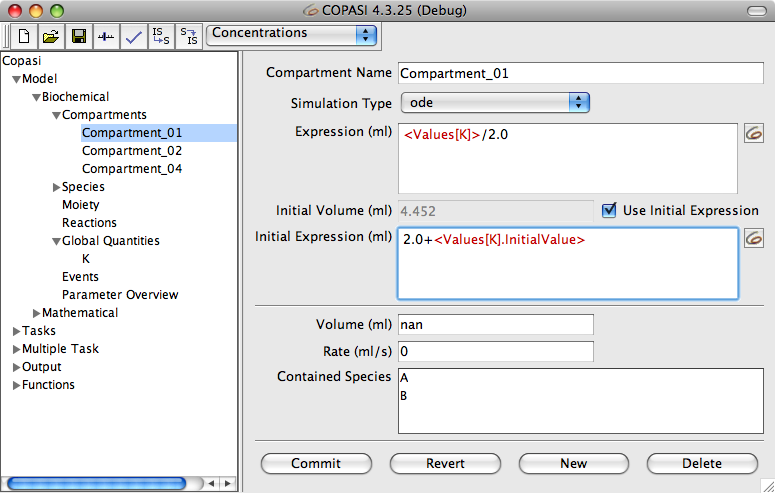 COPASI 4.3.25 (Debug)
IS S S IS Concentrations
Copasi
Model
Biochemical
Compartments
Compartment_01
Compartment_02
Compartment_04
Species
Moiety
Reactions
Global Quantities
K
Events
Parameter Overview
Mathematical
Tasks
Multiple Task
Output
Functions
Compartment Name Compartment_01
Simulation Type ode
Expression (ml) <Values[K]>/2.0
Initial Volume (ml) 4.452 Use Initial Expression
Initial Expression (ml) 2.0+<Values[K].InitialValue>
Volume (ml) nan
Rate (ml/s) 0
Contained Species A
B
Commit Revert New Delete